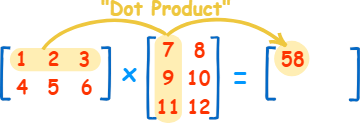 "Dot Product"
[1 2 3
4 5 6] × [7 8
9 10
11 12] = [58 ]